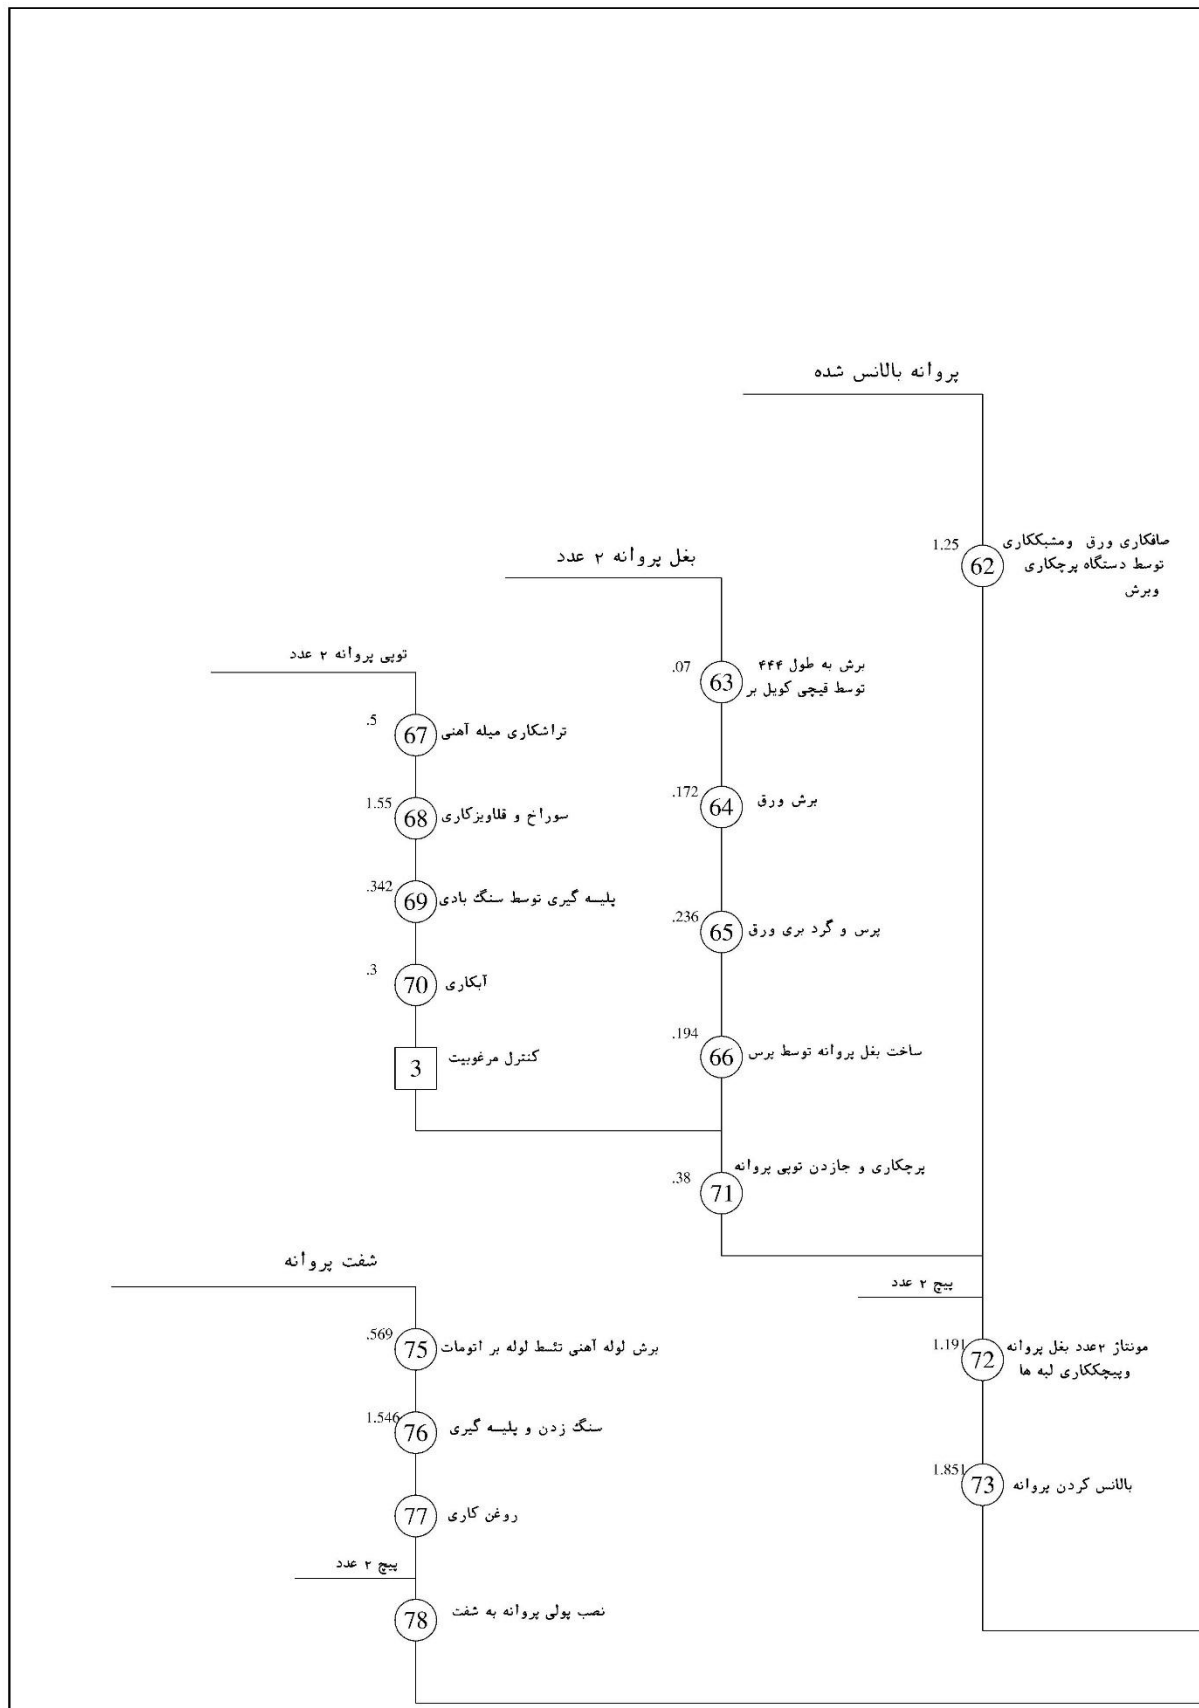 پروانه بالانس شده
1.25
62
صافکاری ورق ومشبککاری
توسط دستگاه پرچکاری
وبرش
بغل پروانه ۲ عدد
.07
63
برش به طول ۴۴۴
توسط قیچی کویل بر
.172
64
برش ورق
.236
65
پرس و گرد بری ورق
.194
66
ساخت بغل پروانه توسط پرس
توپی پروانه ۲ عدد
.5
67
تراشکاری میله آهنی
1.55
68
سوراخ و قلاویزکاری
.342
69
پلیسه گیری توسط سنگ بادی
.3
70
آبکاری
3
کنترل مرغوبیت
.38
71
پرچکاری و جازدن توپی پروانه
پیچ ۲ عدد
1.191
72
مونتاژ ۲عدد بغل پروانه
وپیچککاری لبه ها
1.851
73
بالانس کردن پروانه
شفت پروانه
.569
75
برش لوله آهنی تئسط لوله بر اتومات
1.546
76
سنگ زدن و پلیسه گیری
77
روغن کاری
پیچ ۲ عدد
78
نصب پولی پروانه به شفت